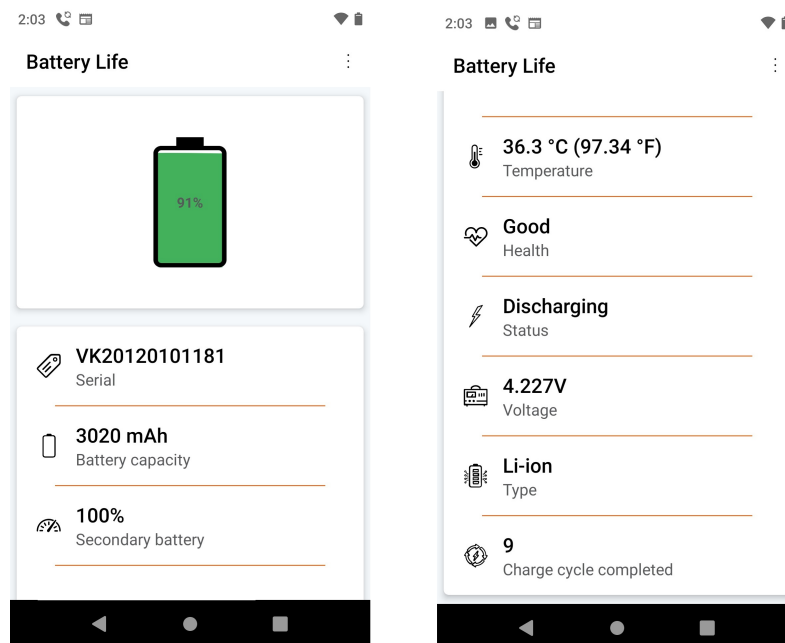 2:03
Battery Life
91%
VK20120101181
Serial
3020 mAh
Battery capacity
100%
Secondary battery
2:03
Battery Life
36.3 °C (97.34 °F)
Temperature
Good
Health
Discharging
Status
4.227V
Voltage
Li-ion
Type
9
Charge cycle completed